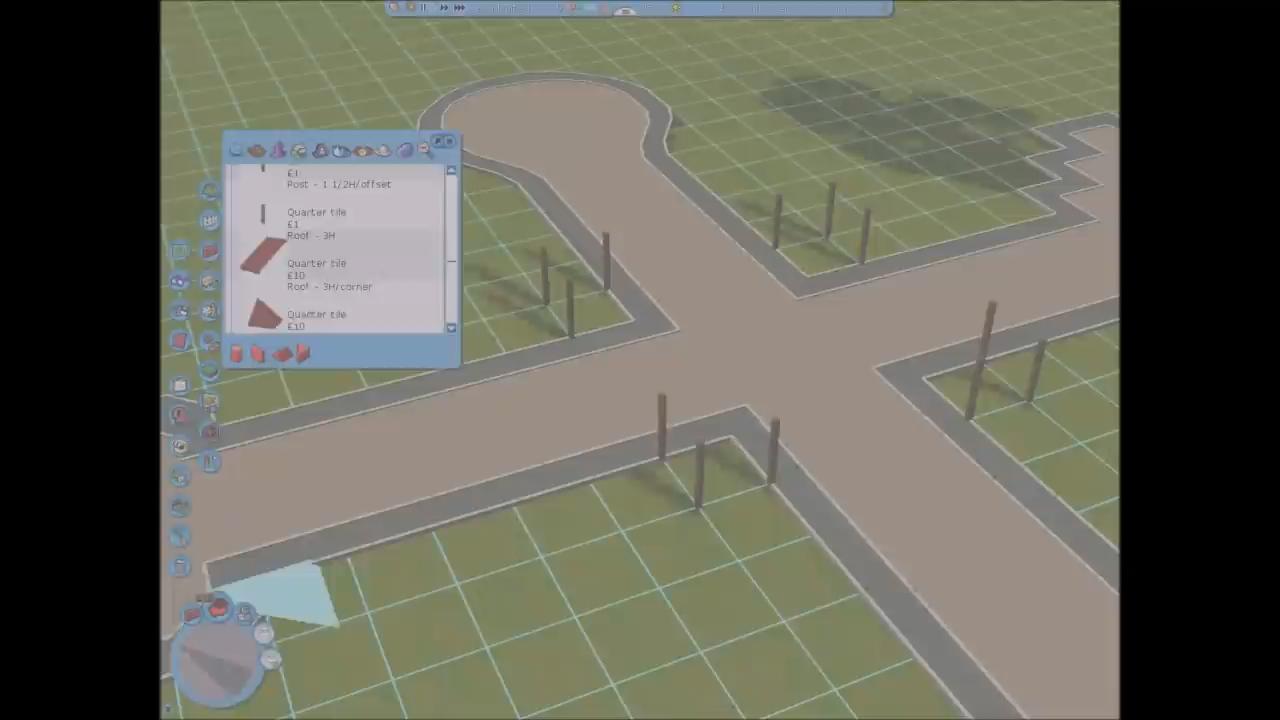 £1
Post - 1 1/2H/offset
Quarter tile
£1
Roof - 3H
Quarter tile
£10
Roof - 3H/corner
Quarter tile
£10